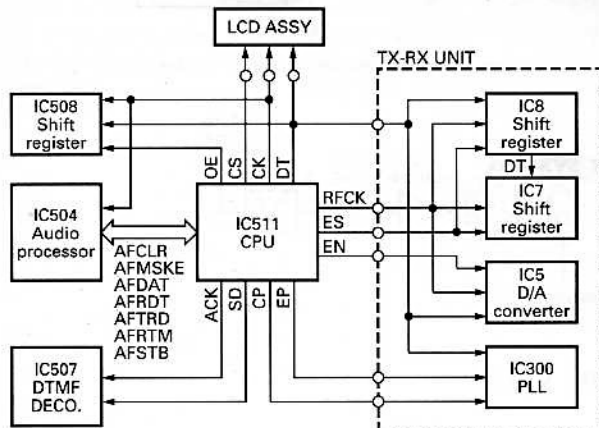 LCD ASSY
TX-RX UNIT
IC508
Shift
register
OE
CS
CK
DT
IC8
Shift
register
DT
IC7
Shift
register
IC504
Audio
processor
IC511
CPU
RFCK
ES
EN
AFCLR
AFMSKE
AFDAT
AFRDT
AFTRD
AFRTM
AFSTB
ACK
SD
CP
EP
IC5
D/A
converter
IC507
DTMF
DECO.
IC300
PLL